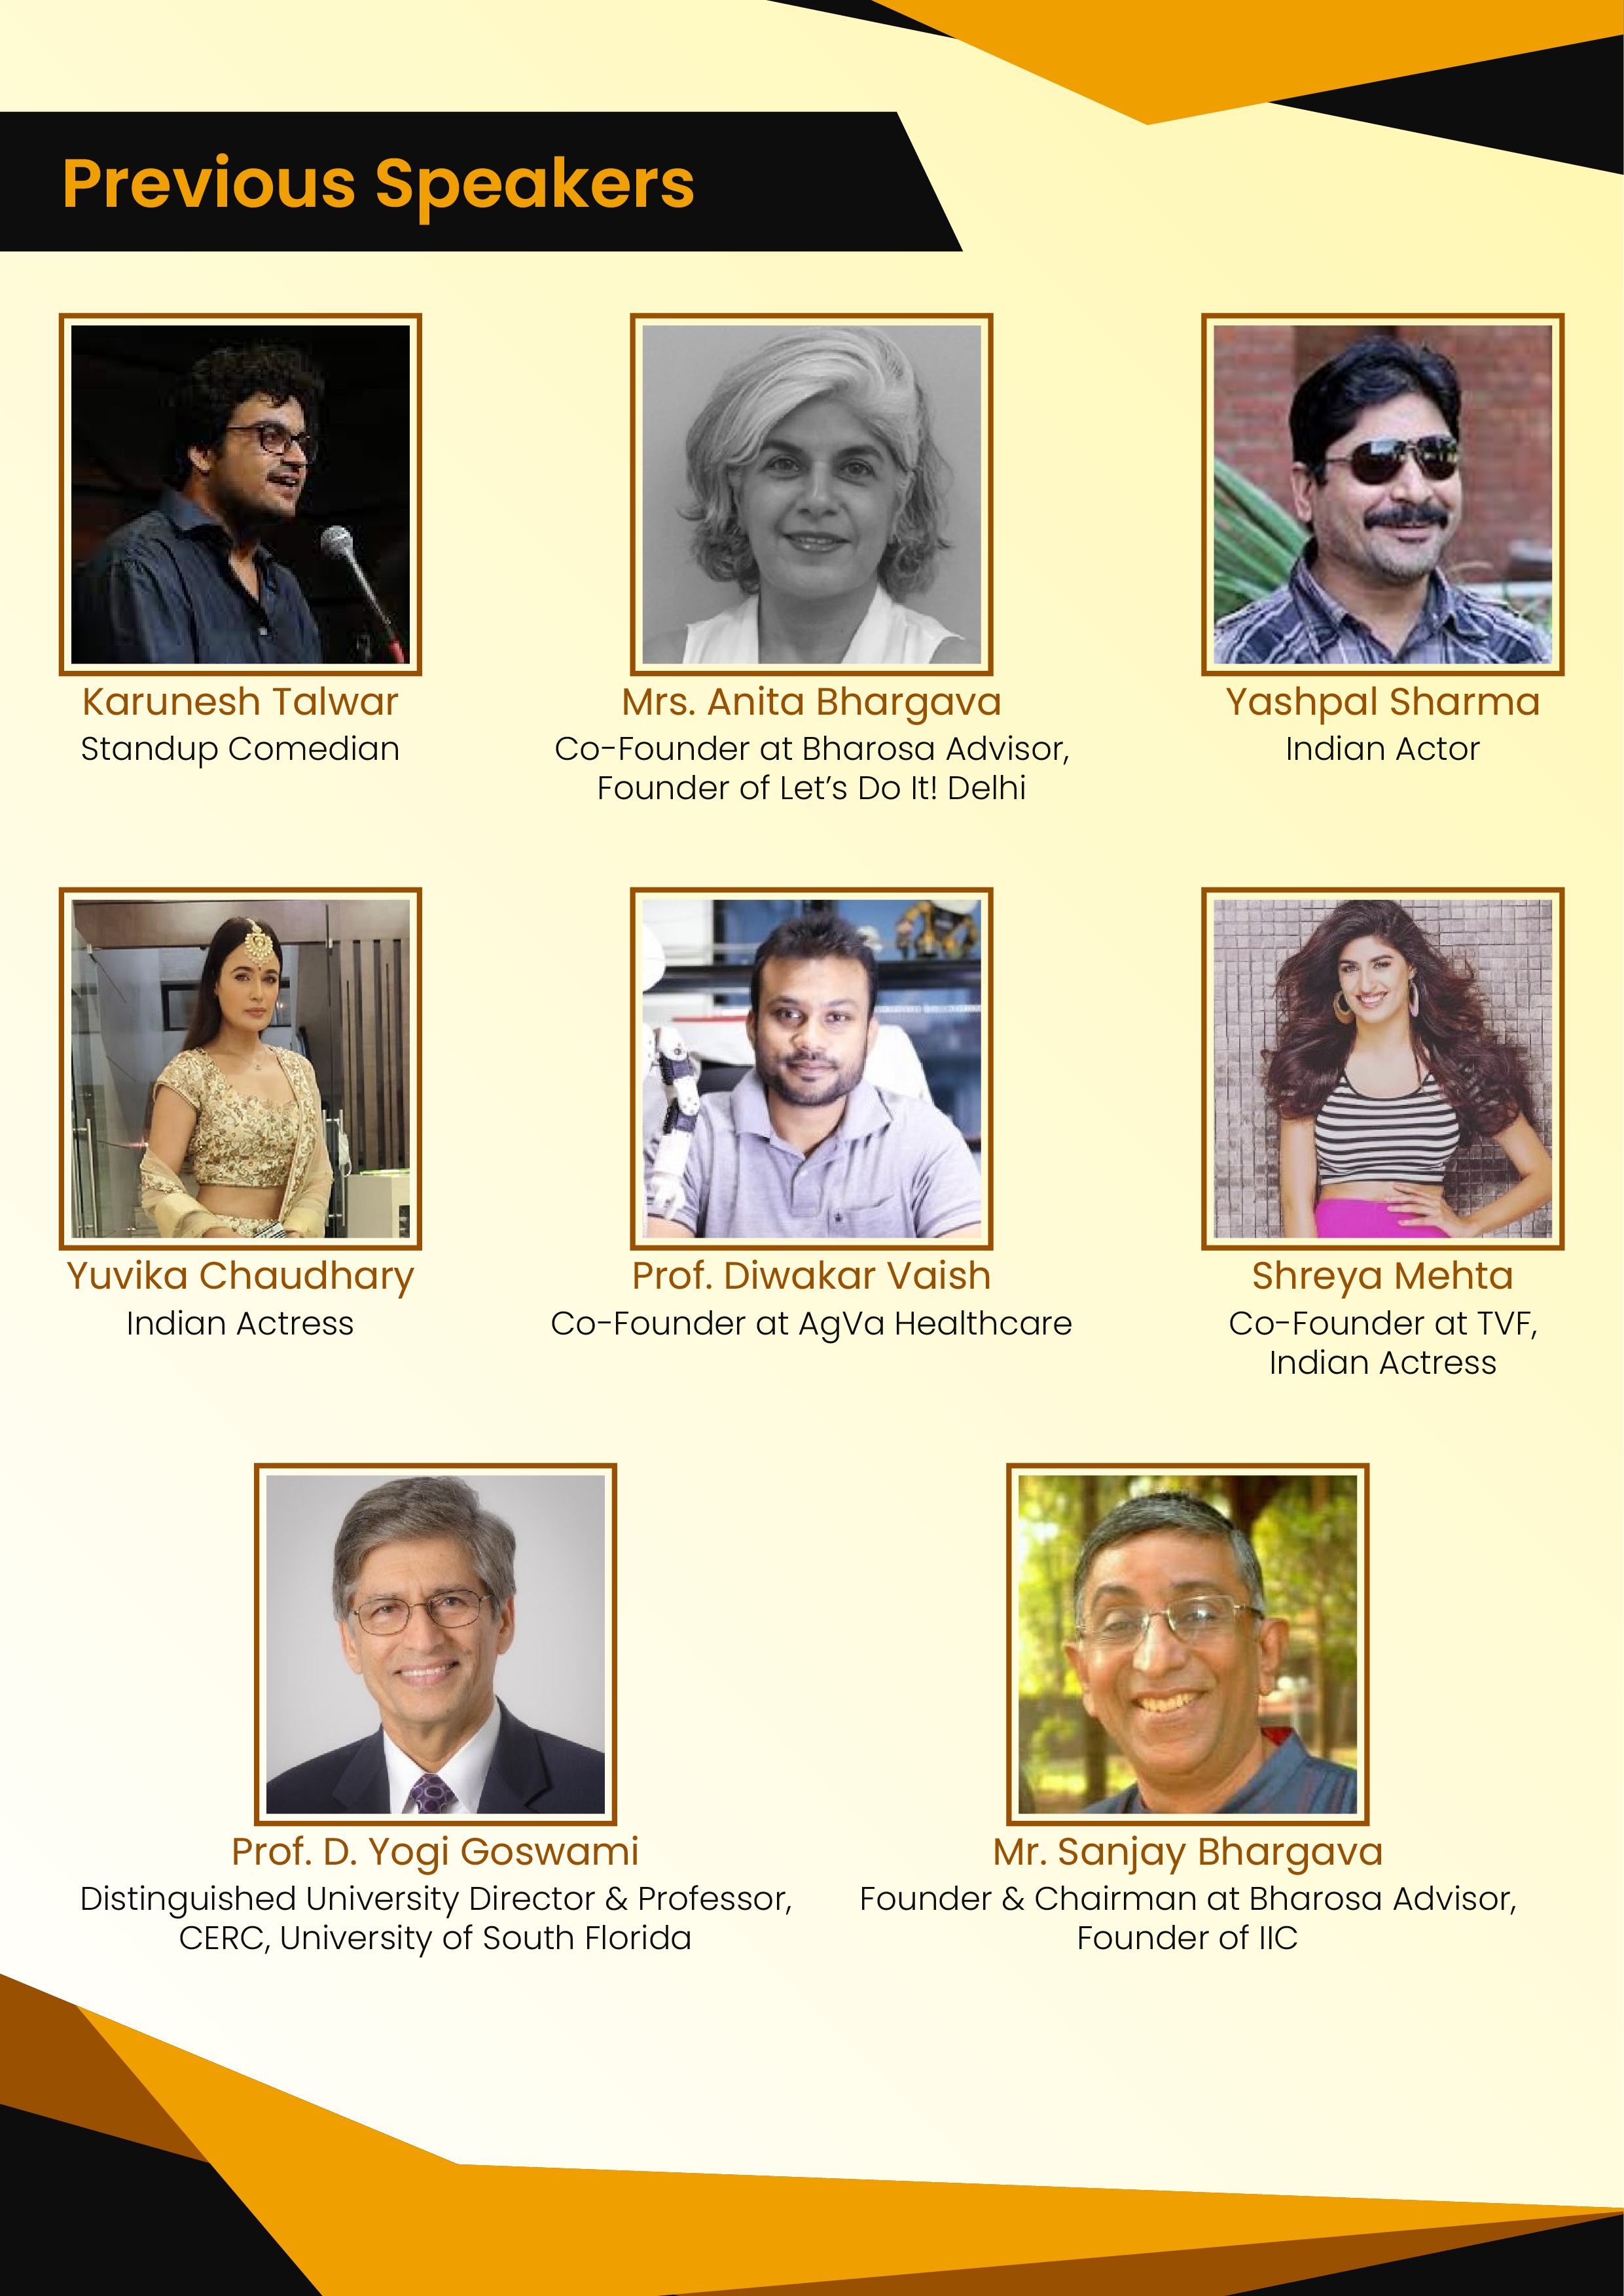 Previous Speakers
Karunesh Talwar
Standup Comedian
Mrs. Anita Bhargava
Co-Founder at Bharosa Advisor,
Founder of Let's Do It! Delhi
Yashpal Sharma
Indian Actor
Yuvika Chaudhary
Indian Actress
Prof. Diwakar Vaish
Co-Founder at AgVa Healthcare
Shreya Mehta
Co-Founder at TVF,
Indian Actress
Prof. D. Yogi Goswami
Distinguished University Director & Professor,
CERC, University of South Florida
Mr. Sanjay Bhargava
Founder & Chairman at Bharosa Advisor,
Founder of IIC